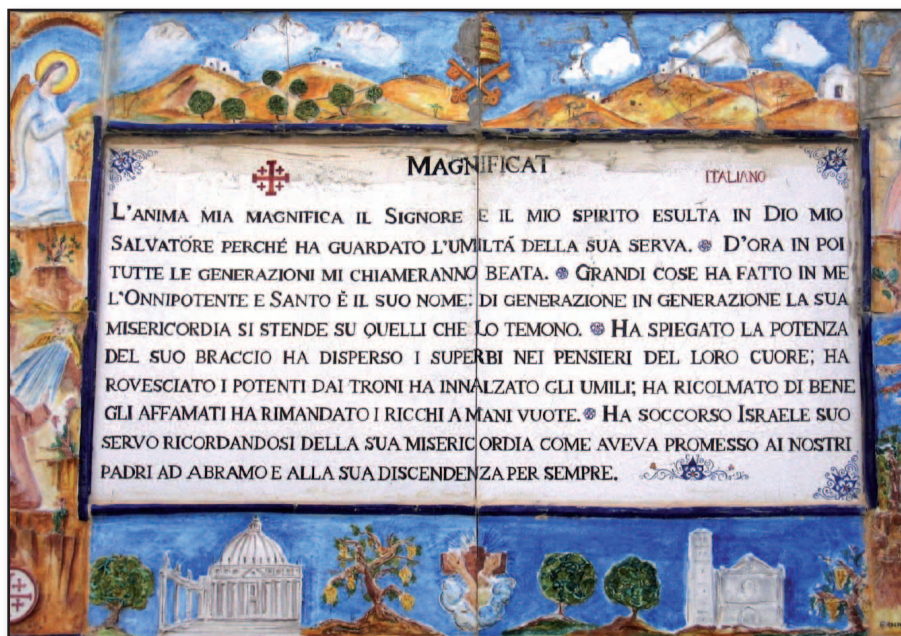 MAGNIFICAT
ITALIANO
L'ANIMA MIA MAGNIFICA IL SIGNORE E IL MIO SPIRITO ESULTA IN DIO MIO
SALVATORE PERCHÉ HA GUARDATO L'UMILTÁ DELLA SUA SERVA. D'ORA IN POI
TUTTE LE GENERAZIONI MI CHIAMERANNO BEATA. GRANDI COSE HA FATTO IN ME
L'ONNIPOTENTE E SANTO È IL SUO NOME: DI GENERAZIONE IN GENERAZIONE LA SUA
MISERICORDIA SI STENDE SU QUELLI CHE LO TEMONO. HA SPIEGATO LA POTENZA
DEL SUO BRACCIO HA DISPERSO I SUPERBI NEI PENSIERI DEL LORO CUORE; HA
ROVESCIATO I POTENTI DAI TRONI HA INNALZATO GLI UMILI; HA RICOLMATO DI BENE
GLI AFFAMATI HA RIMANDATO I RICCHI A MANI VUOTE. HA SOCCORSO ISRAELE SUO
SERVO RICORDANDOSI DELLA SUA MISERICORDIA COME AVEVA PROMESSO AI NOSTRI
PADRI AD ABRAMO E ALLA SUA DISCENDENZA PER SEMPRE.